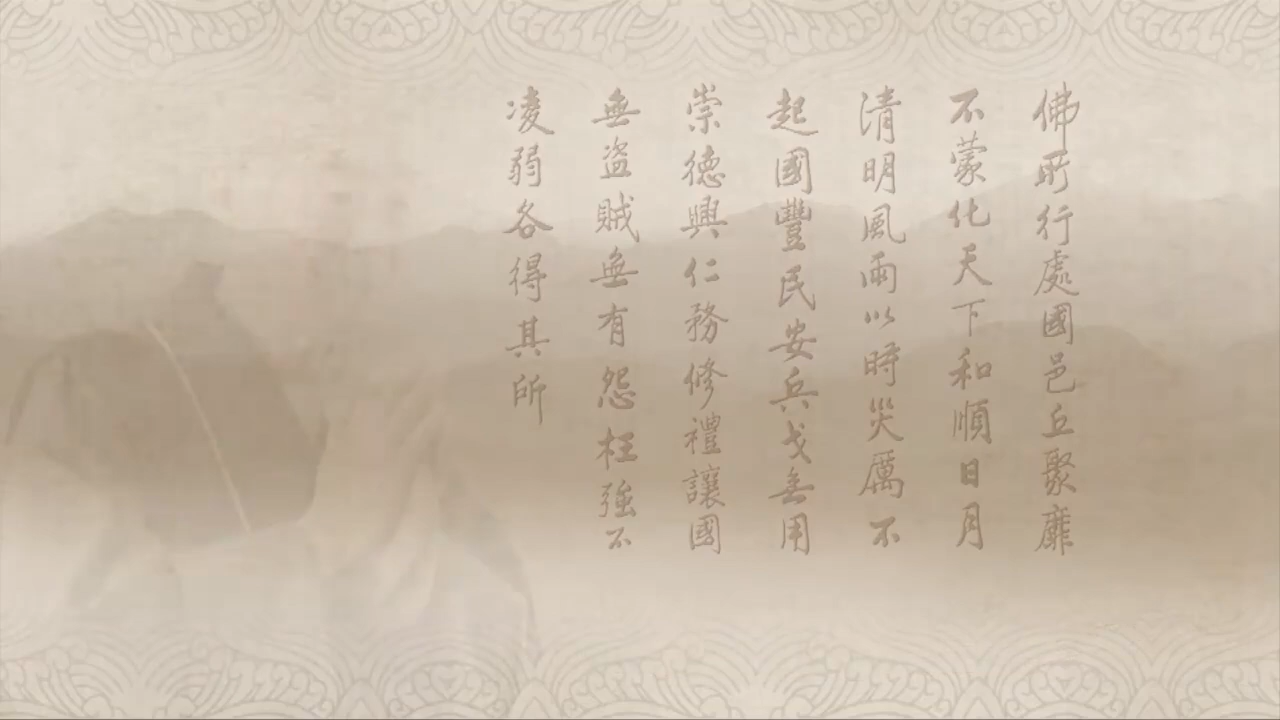 佛所行處國邑丘聚靡
不蒙化天下和順日月
清明風雨以時災厲不
起國豐民安兵戈無用
崇德興仁務修禮讓國
無盜賊無有怨枉強不
凌弱各得其所